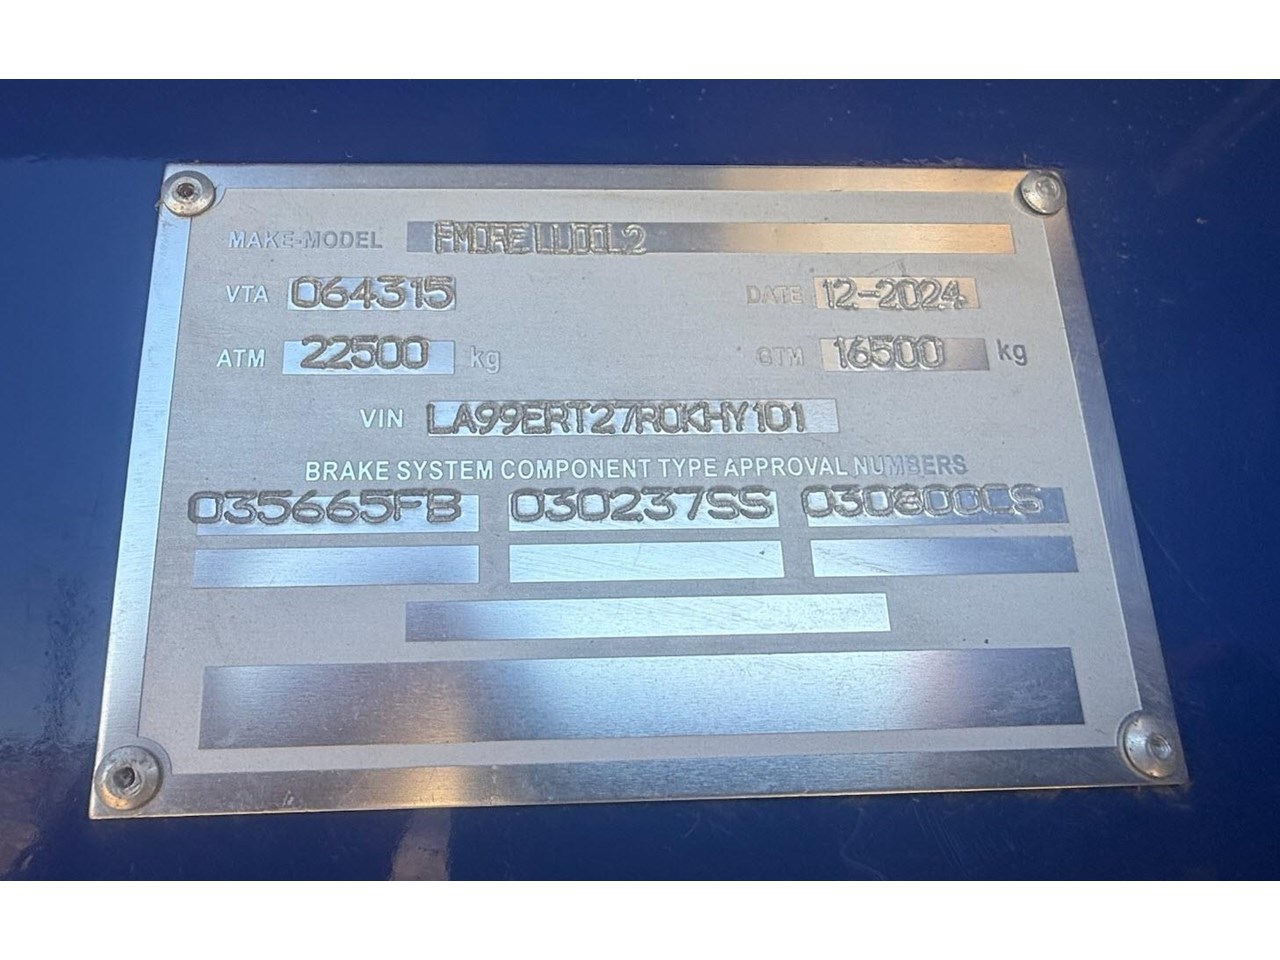 MAKE-MODEL
VTA 064315 DATE 12-2024
ATM 22500 kg GTM 16500 kg
VIN LA99ERT27R0KHY101
BRAKE SYSTEM COMPONENT TYPE APPROVAL NUMBERS
035665FB 030237SS 030800CS